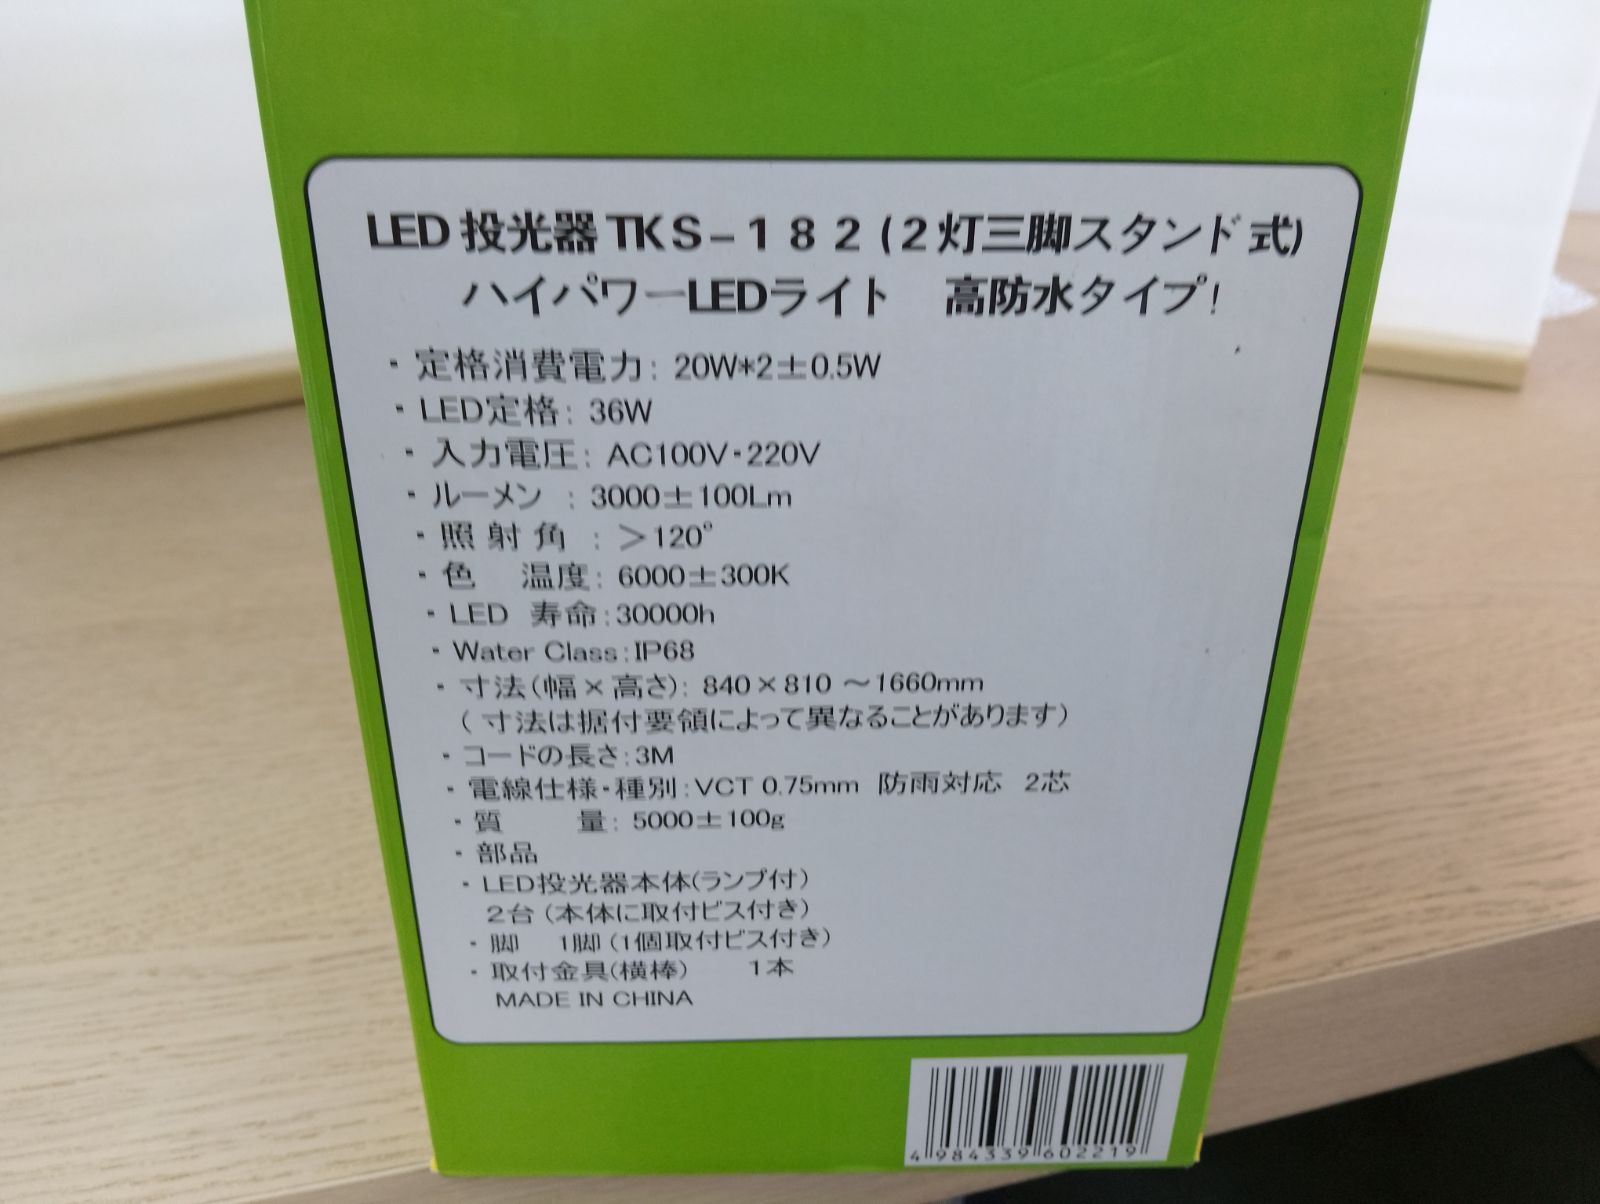 LED 投光器 TKS-182 (2灯三脚スタンド式)
ハイパワーLEDライト 高防水タイプ!
・定格消費電力: 20W*2±0.5W
・LED定格: 36W
・入力電圧: AC100V・220V
・ルーメン : 3000±100Lm
・照射角 : >120°
・色 温度: 6000±300K
・LED 寿命:30000h
・Water Class:IP68
・寸法(幅×高さ): 840×810 ~1660mm
(寸法は据付要領によって異なることがあります)
・コードの長さ:3M
・電線仕様・種別:VCT 0.75mm 防雨対応 2芯
・質 量: 5000±100g
・部品
・LED投光器本体(ランプ付)
2台(本体に取付ビス付き)
・脚 1脚(1個取付ビス付き)
・取付金具(横棒) 1本
MADE IN CHINA
4 984339 602219